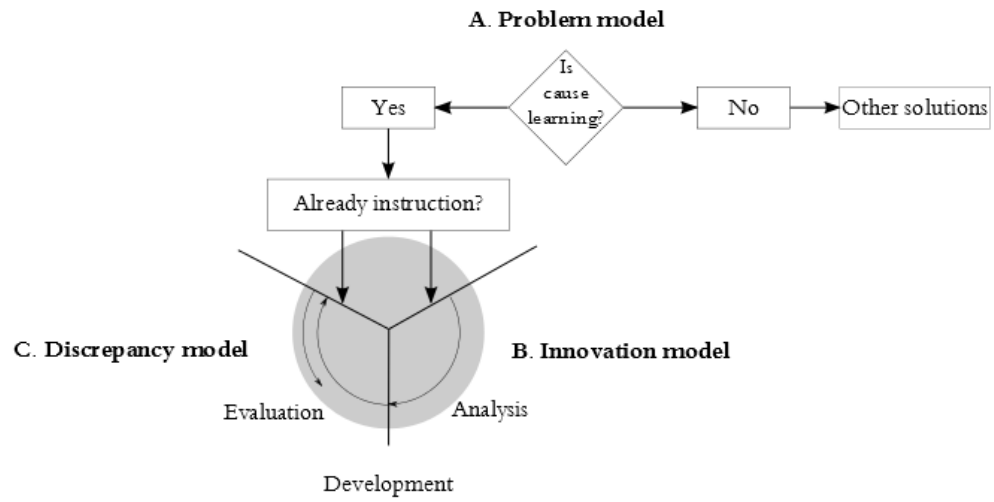 A. Problem model
Is
cause
learning?
Yes
No
Other solutions
Already instruction?
C. Discrepancy model
B. Innovation model
Evaluation
Analysis
Development